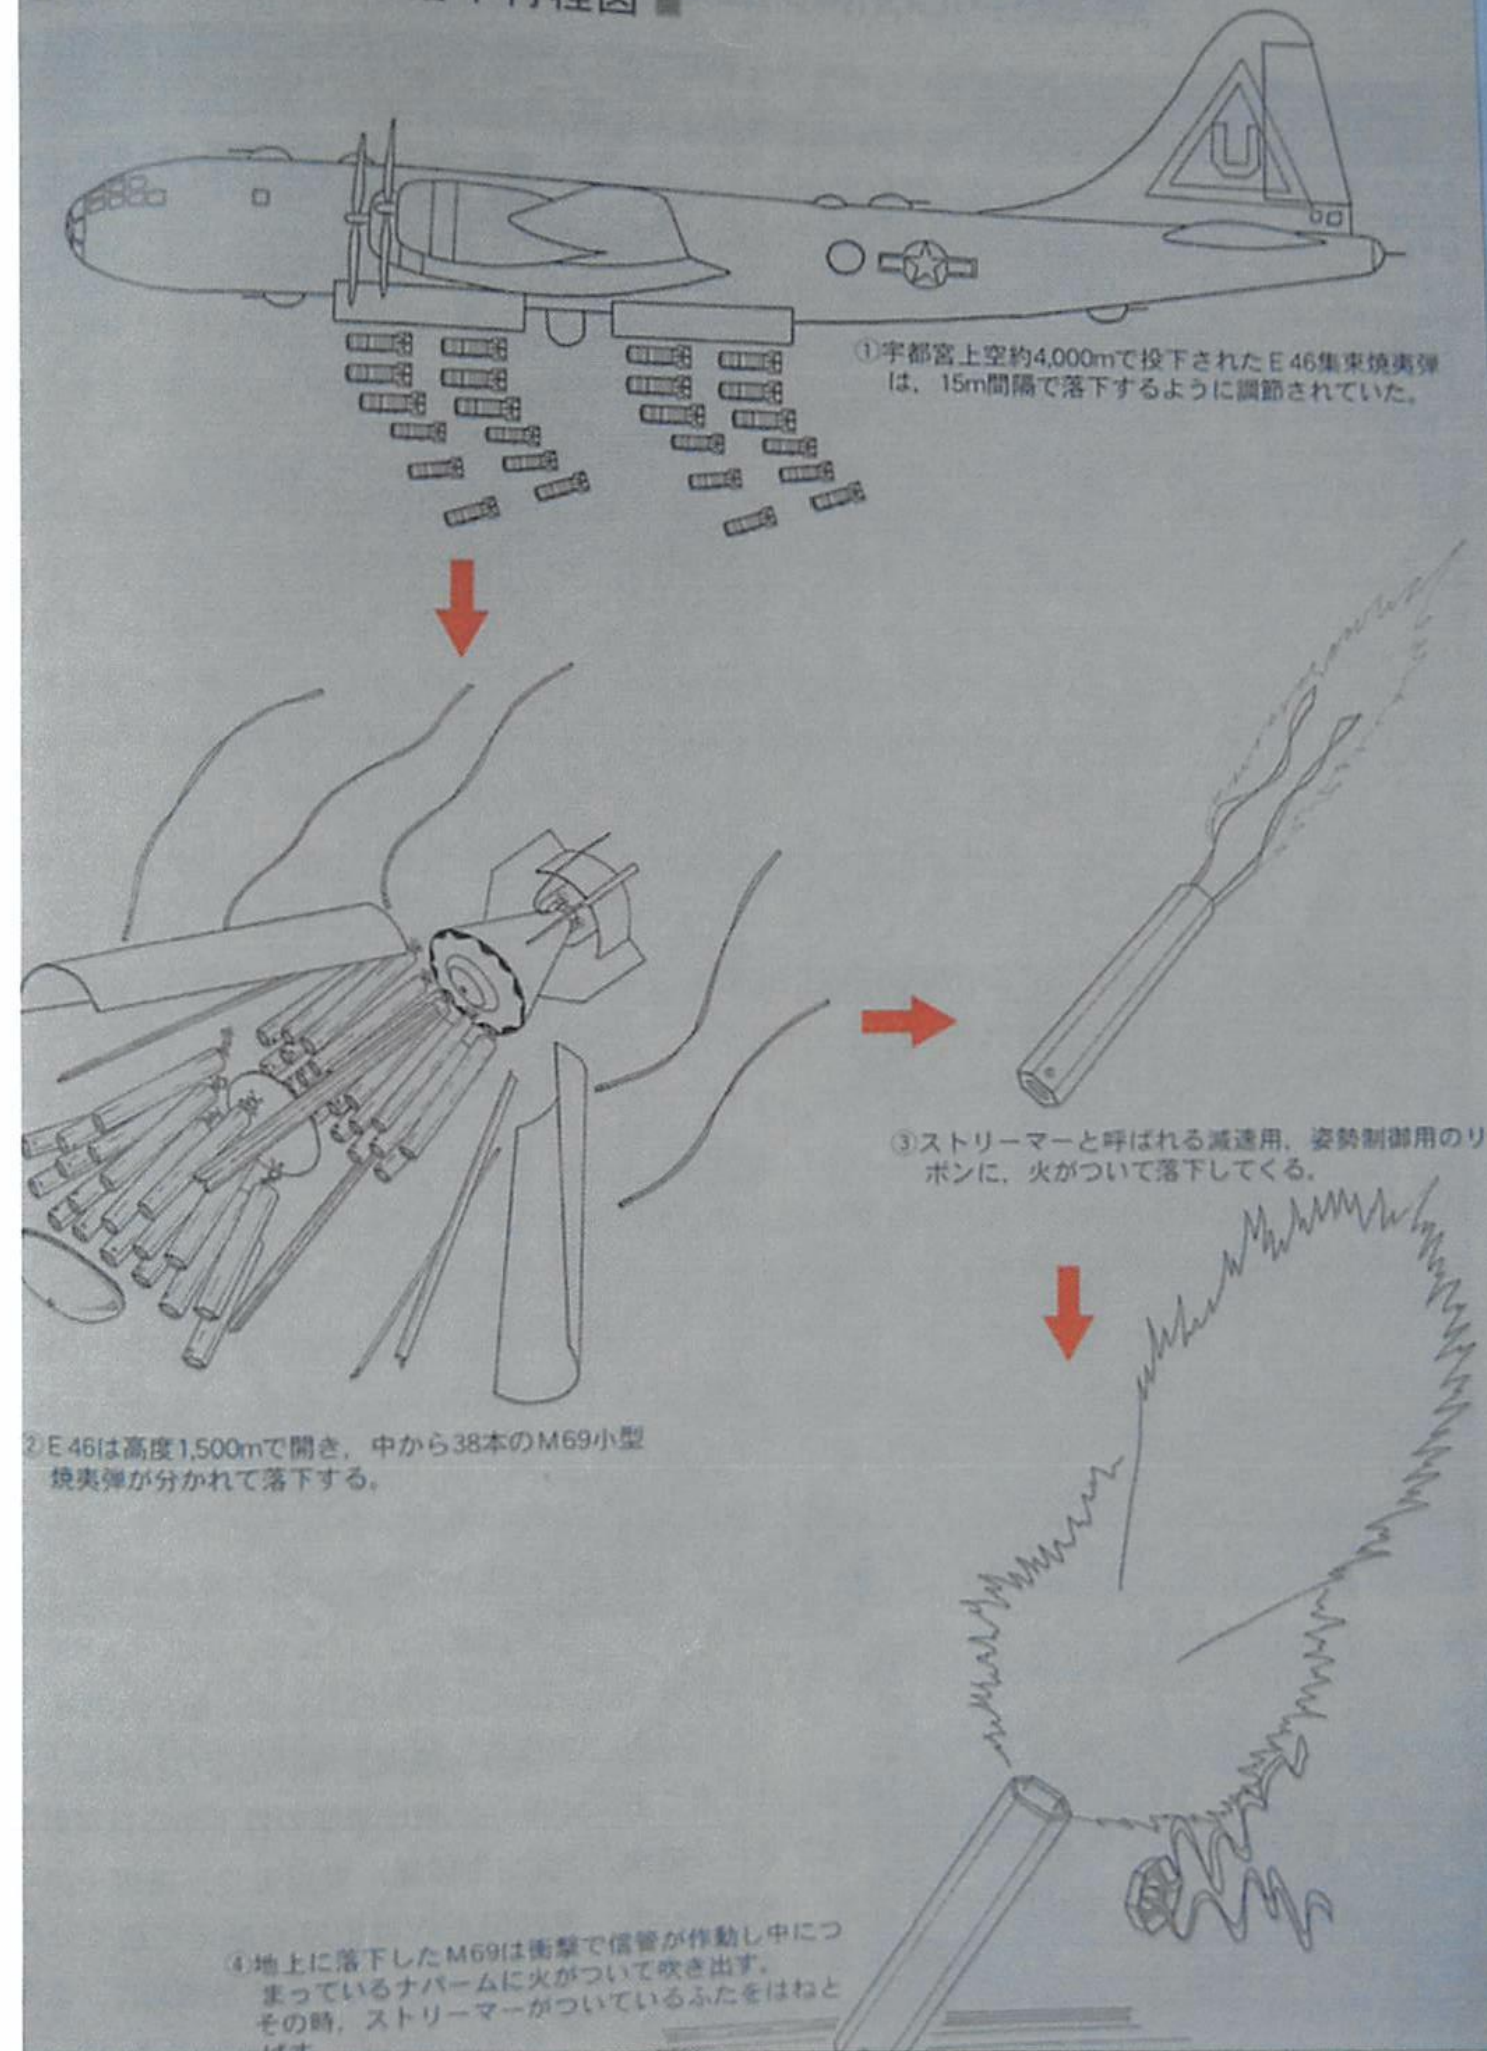 行程図■
U
①宇都宮上空約4,000mで投下されたE46集束焼夷弾
は，15m間隔で落下するように調節されていた。
②E46は高度1,500mで開き，中から38本のM69小型
焼夷弾が分かれて落下する。
③ストリーマーと呼ばれる減速用，姿勢制御用のリ
ボンに，火がついて落下してくる。
④地上に落下したM69は衝撃で信管が作動し中につ
まっているナパームに火がついて吹き出す。
その時，ストリーマーがついているふたをはねと
ばす